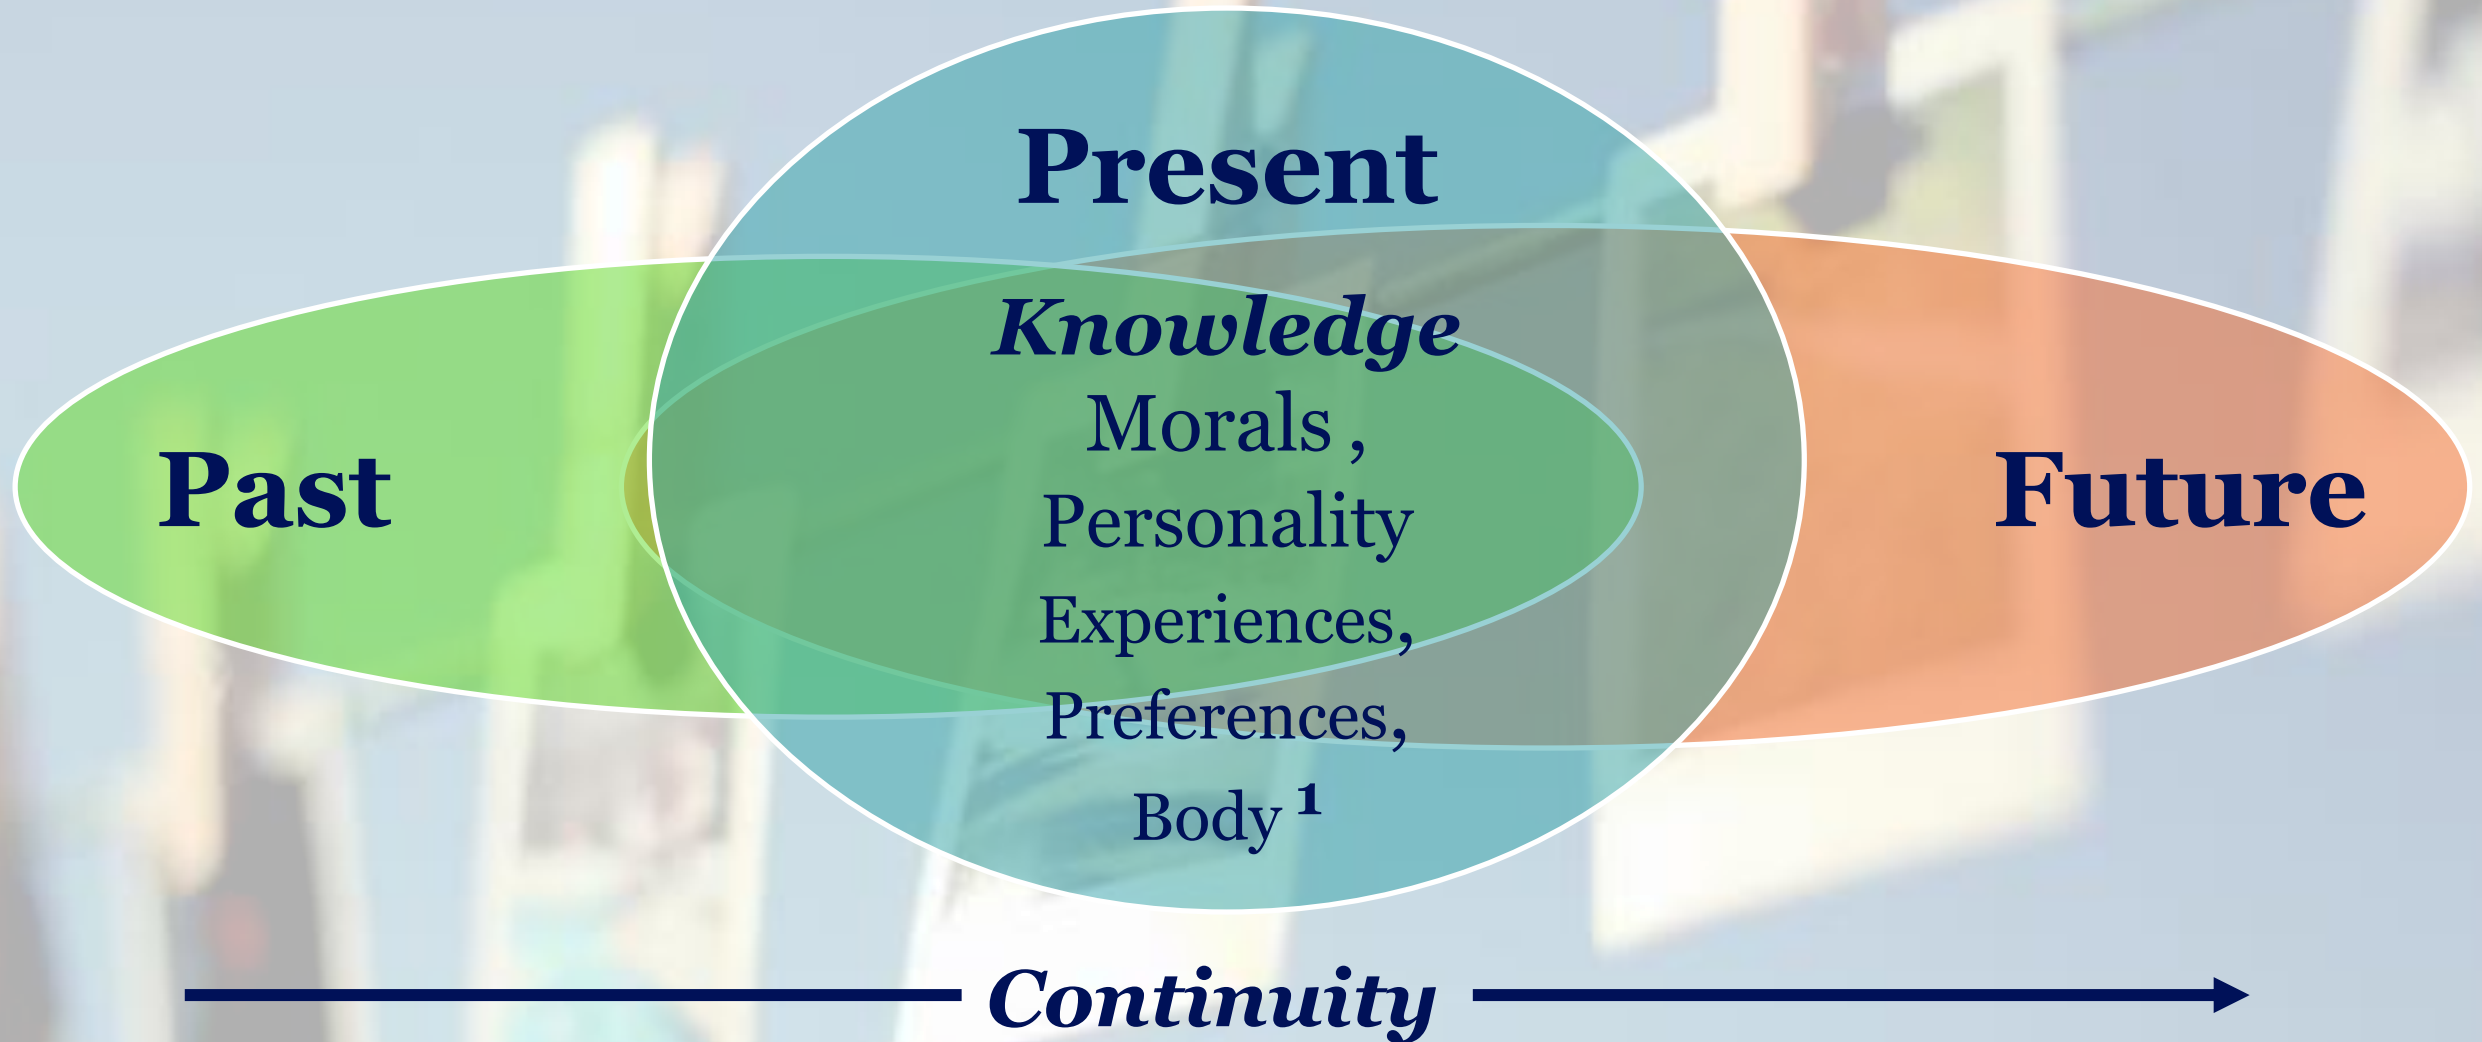 Present
Knowledge
Morals ,
Past
Personality
Future
Experiences,
Preferences,
Body ¹
Continuity